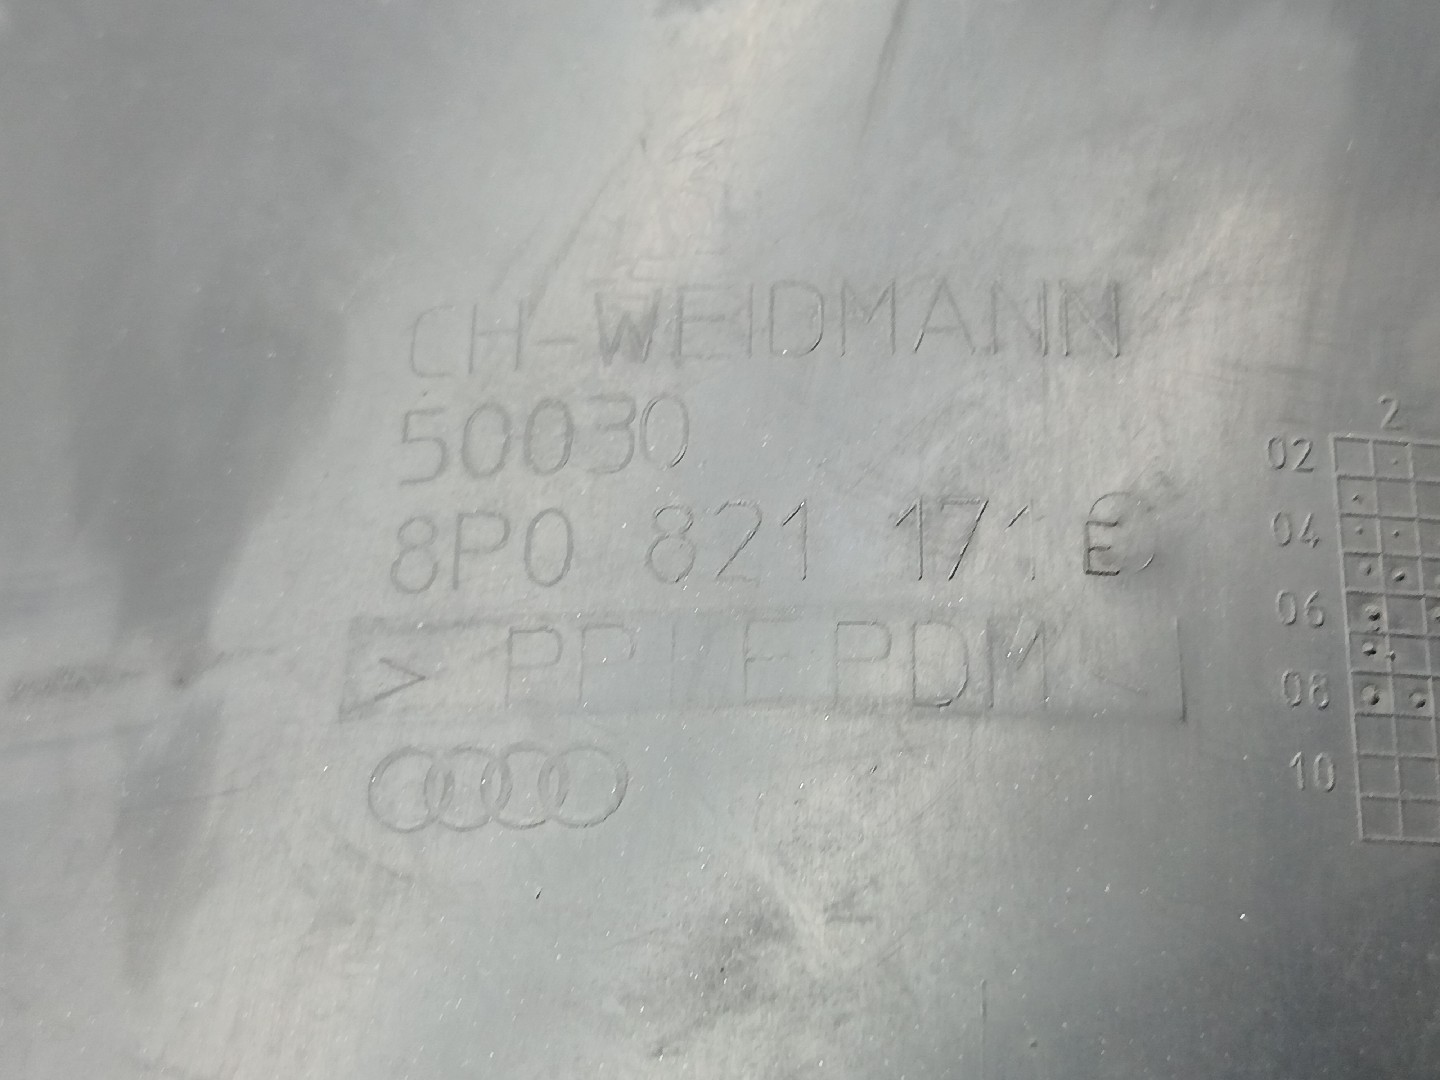 CH-WEIDMANN
50030
8P0 821 171 E
> PP + EPDM <
2
02
04
06
08
10